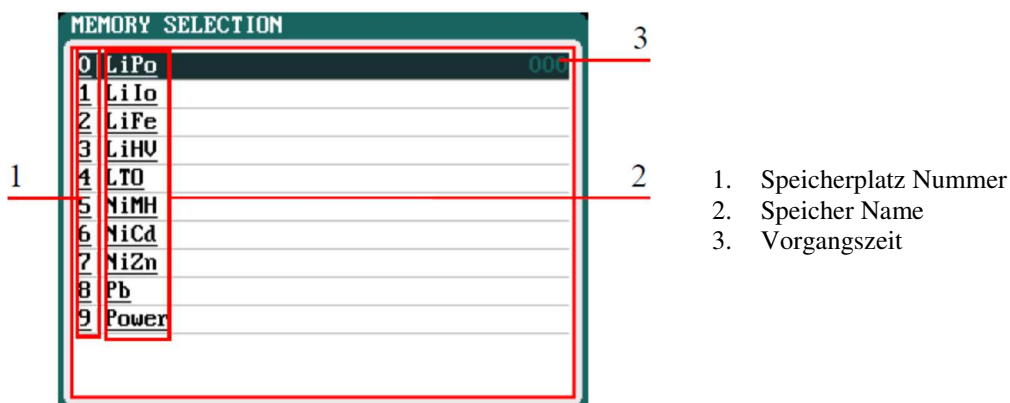 MEMORY SELECTION
3
0 LiPo 000
1 LiIo
2 LiFe
3 LiHV
1
4 LTO
2
5 NiMH
6 NiCd
7 NiZn
8 Pb
9 Power
1. Speicherplatz Nummer
2. Speicher Name
3. Vorgangszeit